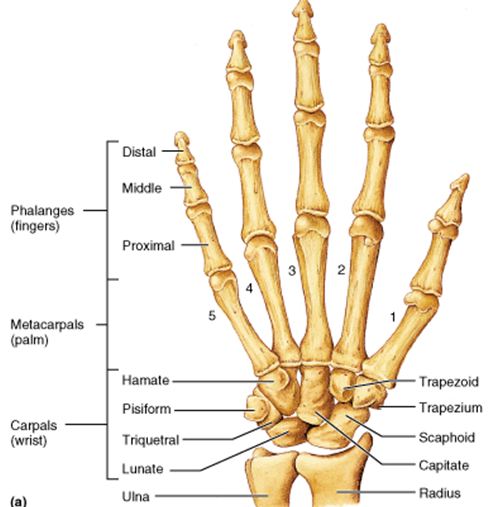 Distal
Middle
Phalanges
(fingers)
Proximal
3
2
4
5
1
Metacarpals
(palm)
Hamate
Trapezoid
Pisiform
Trapezium
Carpals
(wrist)
Triquetral
Scaphoid
Lunate
Capitate
(a)
Ulna
Radius